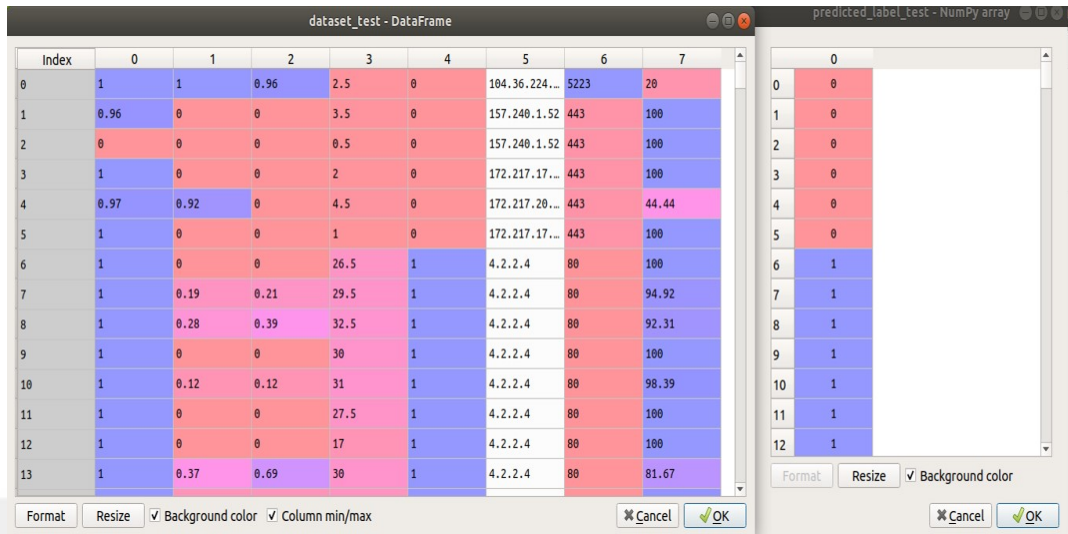 dataset_test - DataFrame
Index 0 1 2 3 4 5 6 7
0 1 1 0.96 2.5 0 104.36.224.… 5223 20
1 0.96 0 0 3.5 0 157.240.1.52 443 100
2 0 0 0 0.5 0 157.240.1.52 443 100
3 1 0 0 2 0 172.217.17.… 443 100
4 0.97 0.92 0 4.5 0 172.217.20.… 443 44.44
5 1 0 0 1 0 172.217.17.… 443 100
6 1 0 0 26.5 1 4.2.2.4 80 100
7 1 0.19 0.21 29.5 1 4.2.2.4 80 94.92
8 1 0.28 0.39 32.5 1 4.2.2.4 80 92.31
9 1 0 0 30 1 4.2.2.4 80 100
10 1 0.12 0.12 31 1 4.2.2.4 80 98.39
11 1 0 0 27.5 1 4.2.2.4 80 100
12 1 0 0 17 1 4.2.2.4 80 100
13 1 0.37 0.69 30 1 4.2.2.4 80 81.67
Format Resize Background color Column min/max Cancel OK
predicted_label_test - NumPy array
0
0 0
1 0
2 0
3 0
4 0
5 0
6 1
7 1
8 1
9 1
10 1
11 1
12 1
Format Resize Background color
Cancel OK